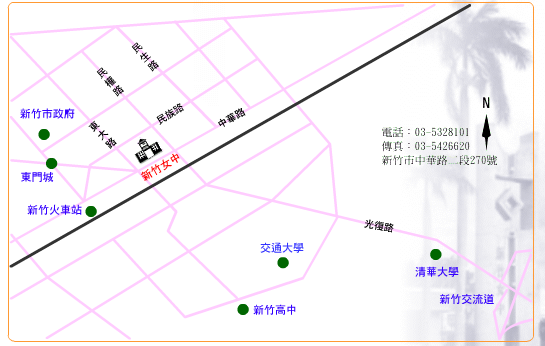 民生路
民權路
民族路
中華路
東大路
新竹市政府
東門城
新竹女中
新竹火車站
N
電話：03-5328101
傳真：03-5426620
新竹市中華路二段270號
光復路
交通大學
清華大學
新竹交流道
新竹高中